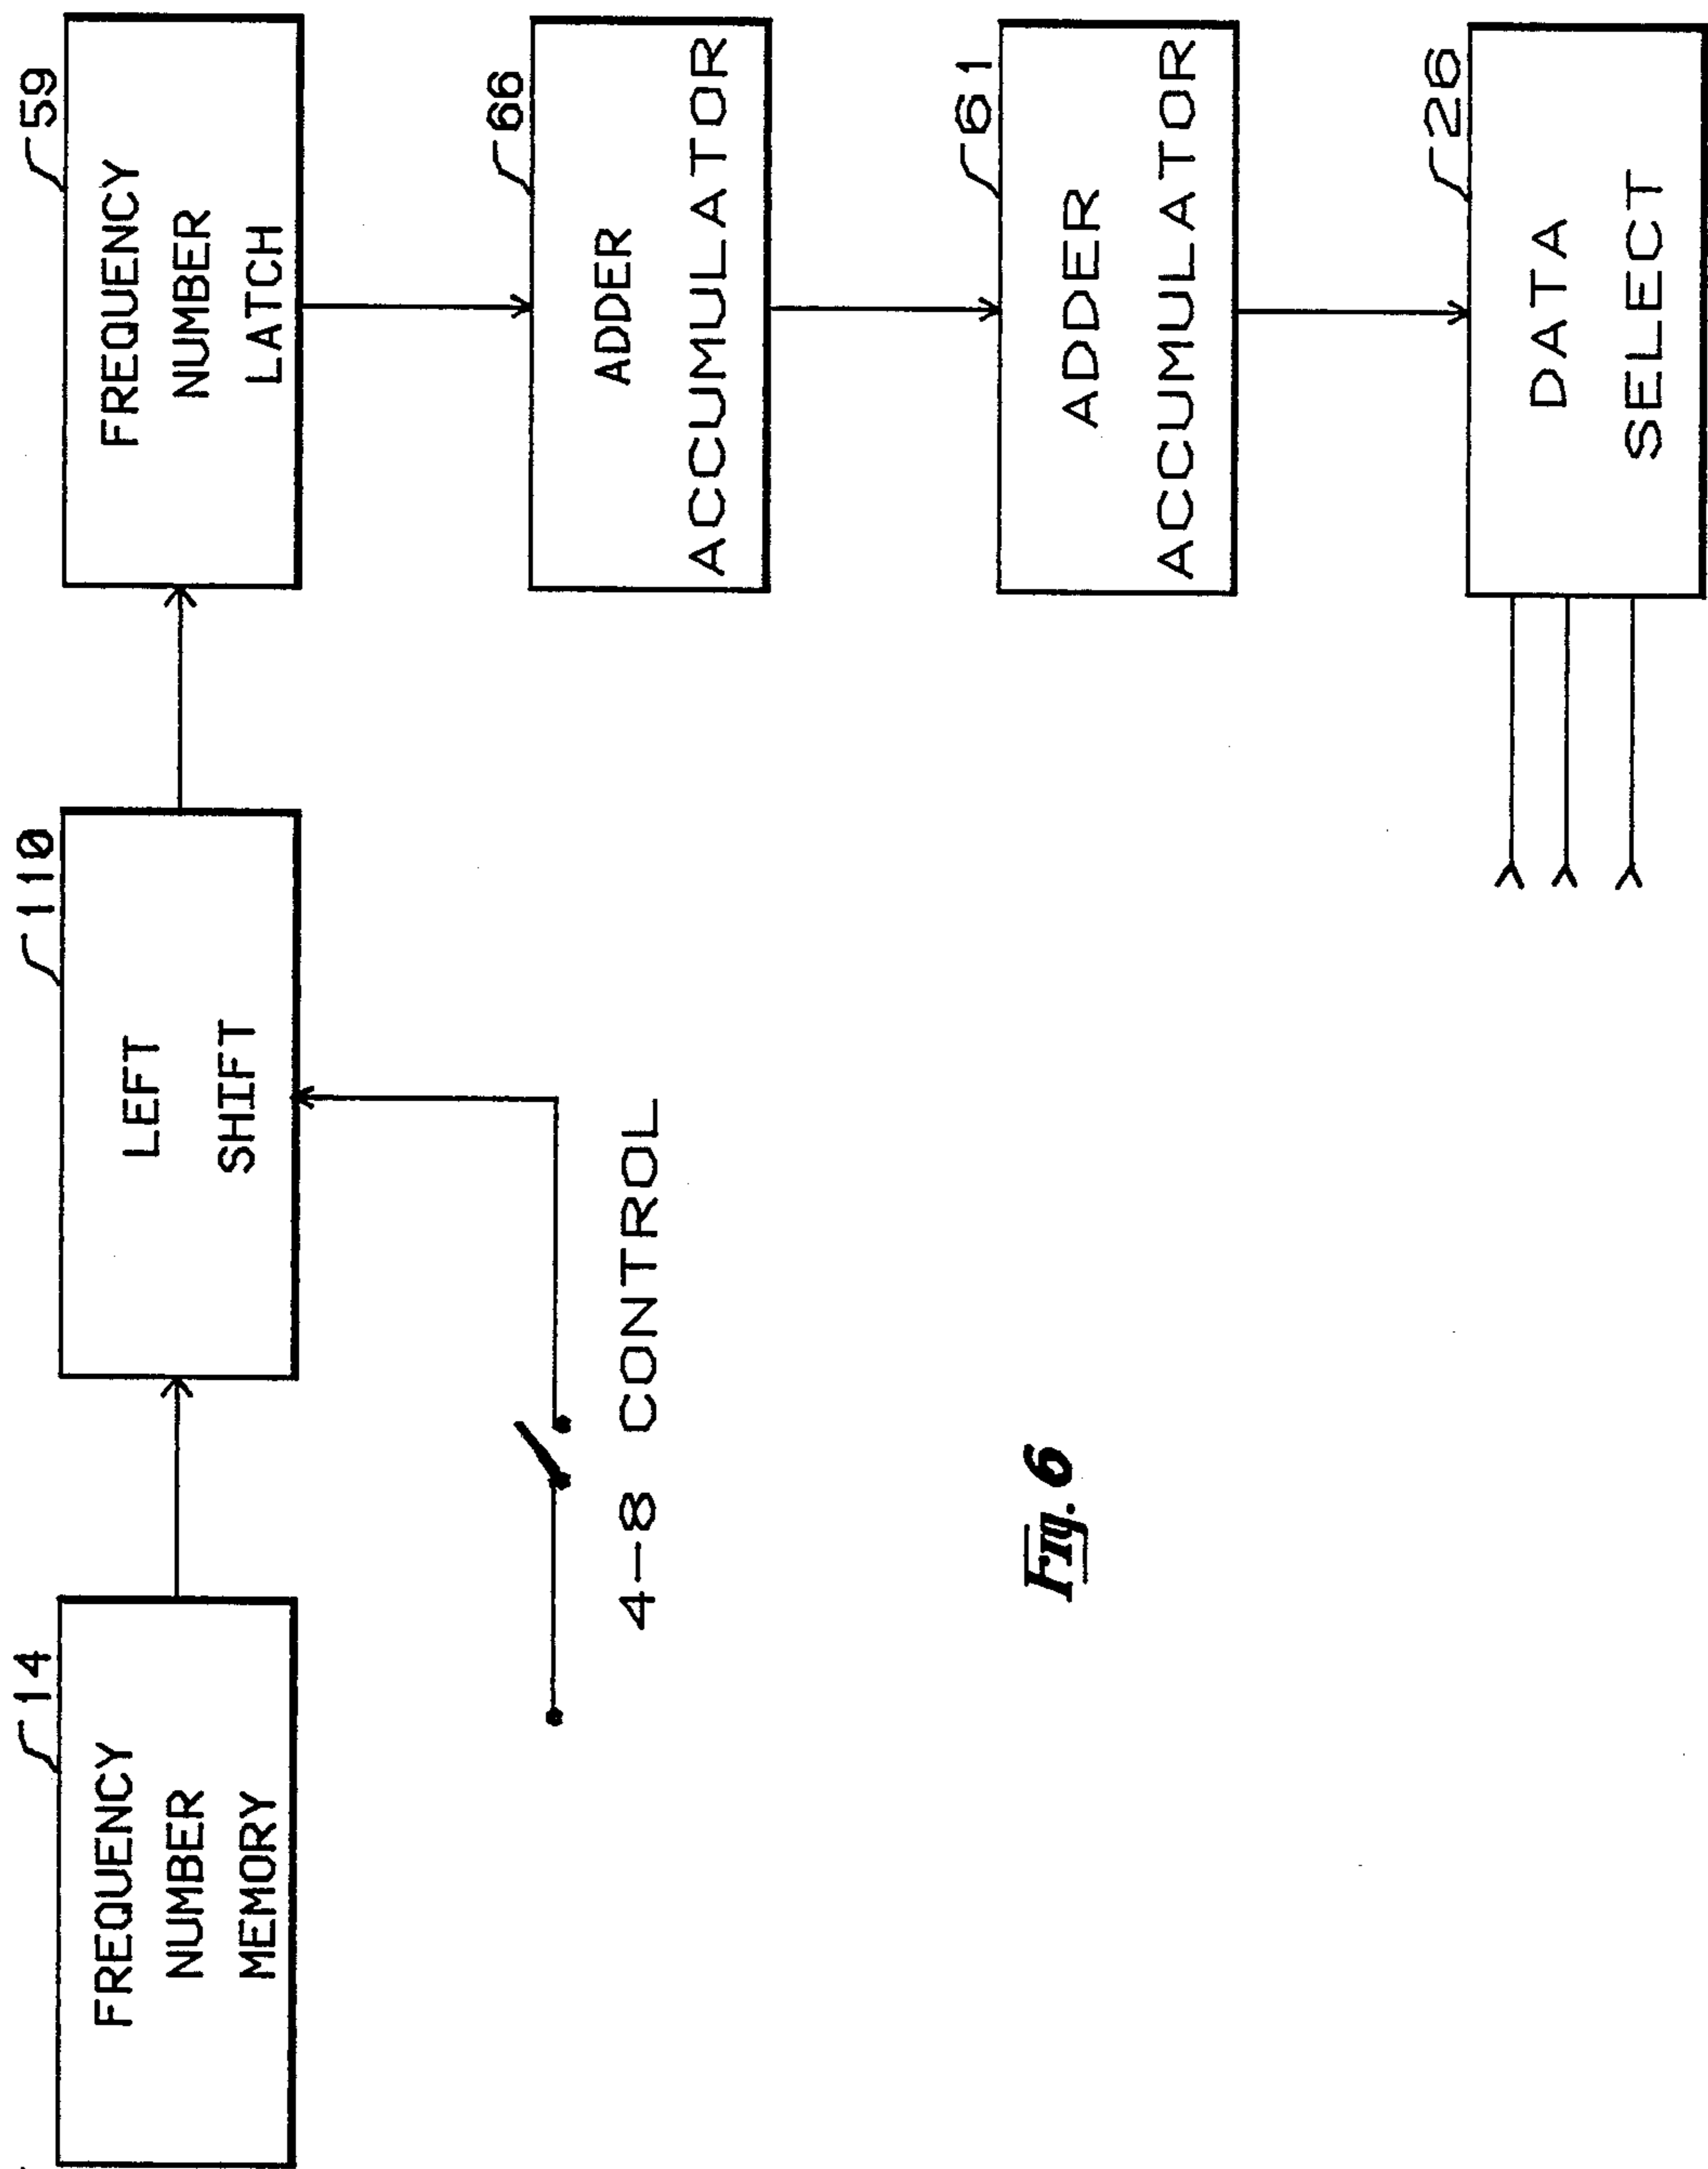 14
FREQUENCY
NUMBER
MEMORY
110
LEFT
SHIFT
59
FREQUENCY
NUMBER
LATCH
4-8 CONTROL
66
ADDER
ACCUMULATOR
61
ADDER
ACCUMULATOR
26
DATA
SELECT
Fig. 6